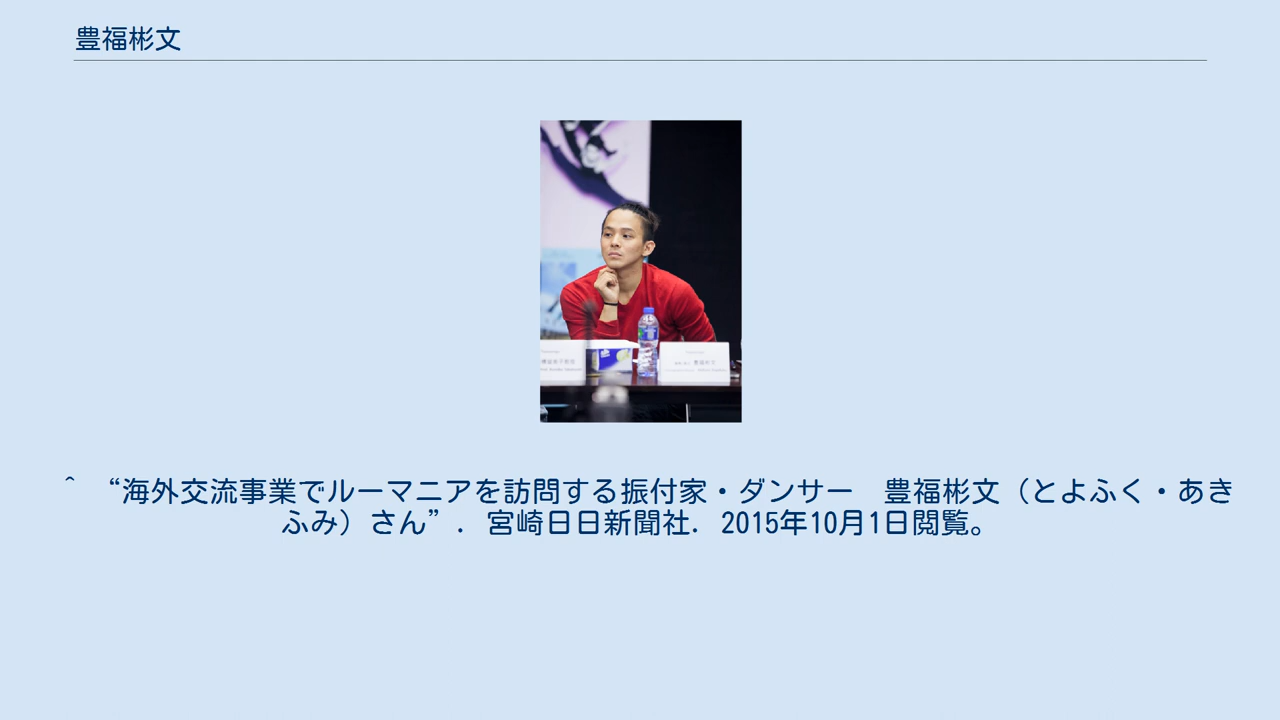 豊福彬文
^ “海外交流事業でルーマニアを訪問する振付家・ダンサー　豊福彬文（とよふく・あき
ふみ）さん”. 宮崎日日新聞社. 2015年10月1日閲覧。